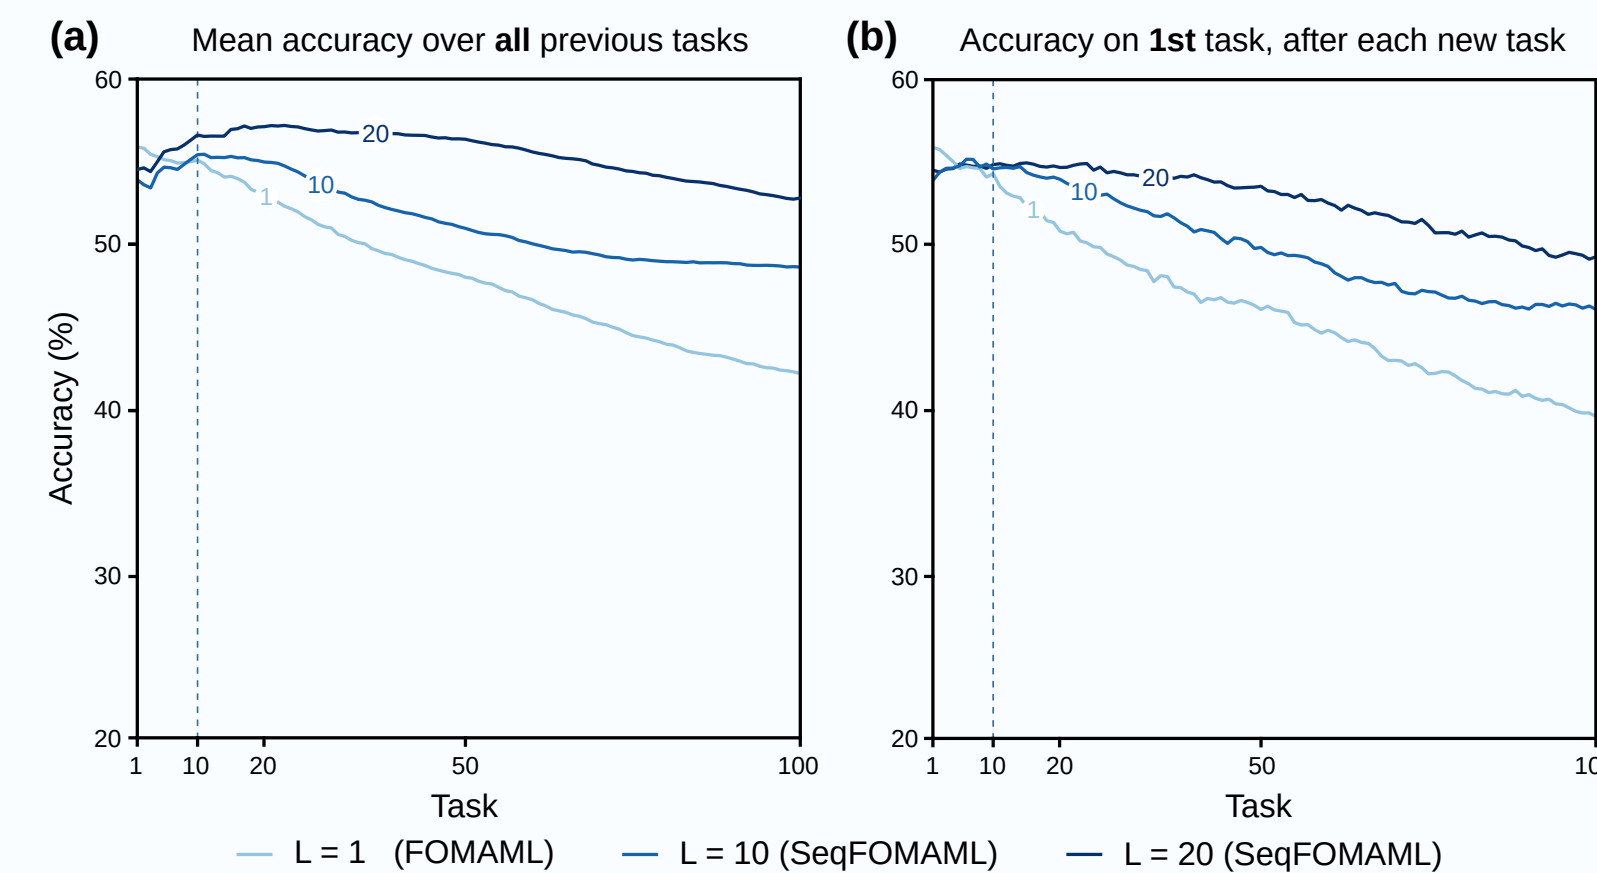 (a) Mean accuracy over all previous tasks
60
50
40
30
20
Accuracy (%)
20
10
1
1 10 20 50 100
Task
(b) Accuracy on 1st task, after each new task
60
50
40
30
20
20
10
1
1 10 20 50 10
Task
L = 1 (FOMAML) L = 10 (SeqFOMAML) L = 20 (SeqFOMAML)